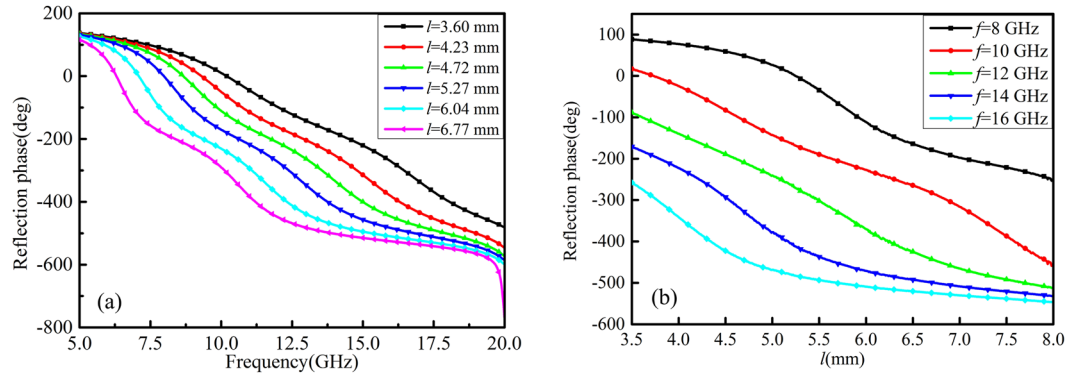 200
0
-200
-400
-600
-800
Reflection phase(deg)
5.0 7.5 10.0 12.5 15.0 17.5 20.0
Frequency(GHz)
l=3.60 mm
l=4.23 mm
l=4.72 mm
l=5.27 mm
l=6.04 mm
l=6.77 mm
(a)
100
0
-100
-200
-300
-400
-500
-600
Reflection phase(deg)
3.5 4.0 4.5 5.0 5.5 6.0 6.5 7.0 7.5 8.0
l(mm)
f=8 GHz
f=10 GHz
f=12 GHz
f=14 GHz
f=16 GHz
(b)